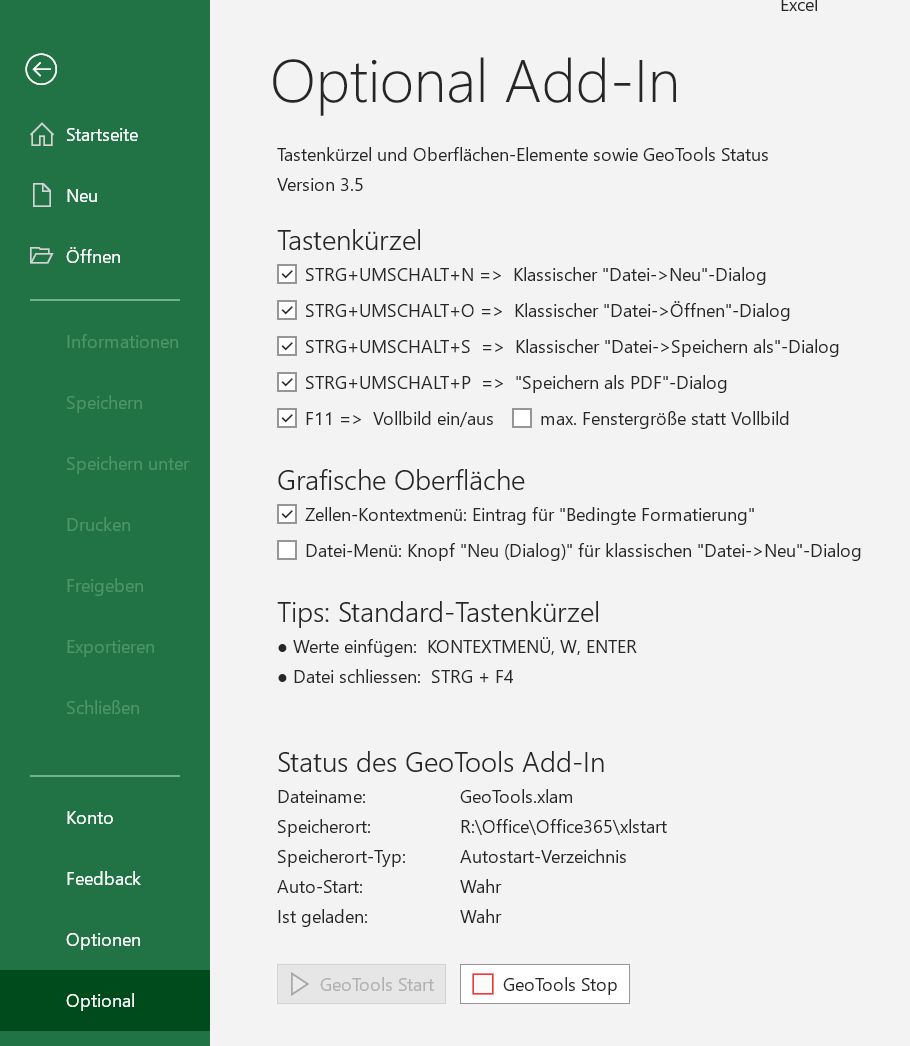 Excel
Optional Add-In
Startseite
Neu
Öffnen
Informationen
Speichern
Speichern unter
Drucken
Freigeben
Exportieren
Schließen
Konto
Feedback
Optionen
Optional
Tastenkürzel und Oberflächen-Elemente sowie GeoTools Status
Version 3.5
Tastenkürzel
STRG+UMSCHALT+N => Klassischer "Datei->Neu"-Dialog
STRG+UMSCHALT+O => Klassischer "Datei->Öffnen"-Dialog
STRG+UMSCHALT+S => Klassischer "Datei->Speichern als"-Dialog
STRG+UMSCHALT+P => "Speichern als PDF"-Dialog
F11 => Vollbild ein/aus max. Fenstergröße statt Vollbild
Grafische Oberfläche
Zellen-Kontextmenü: Eintrag für "Bedingte Formatierung"
Datei-Menü: Knopf "Neu (Dialog)" für klassischen "Datei->Neu"-Dialog
Tips: Standard-Tastenkürzel
● Werte einfügen: KONTEXTMENÜ, W, ENTER
● Datei schliessen: STRG + F4
Status des GeoTools Add-In
Dateiname: GeoTools.xlam
Speicherort: R:\Office\Office365\xlstart
Speicherort-Typ: Autostart-Verzeichnis
Auto-Start: Wahr
Ist geladen: Wahr
GeoTools Start GeoTools Stop